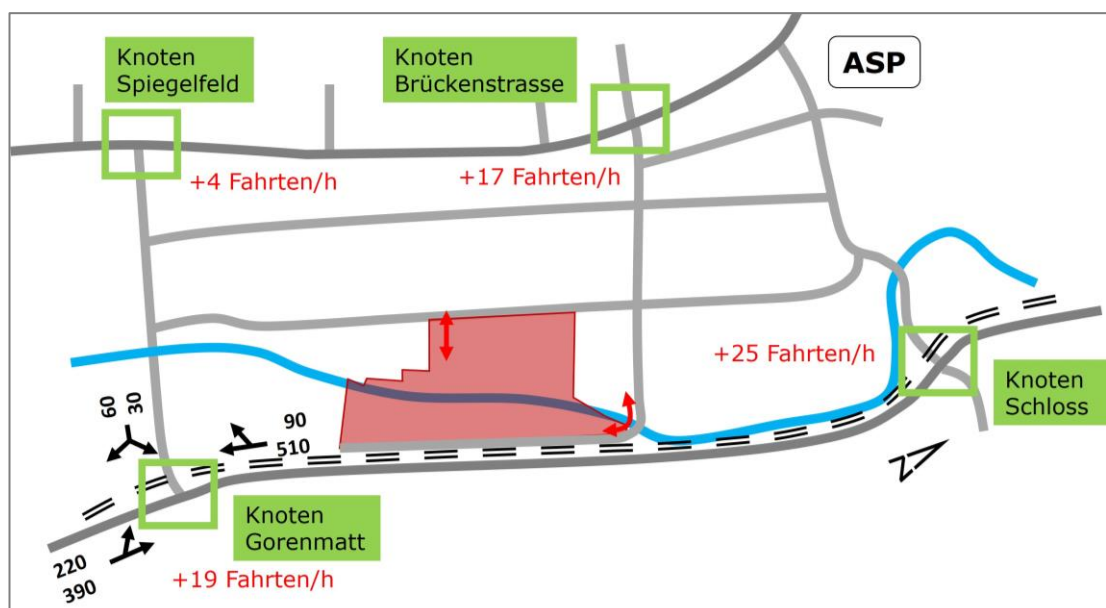 Knoten
Spiegelfeld
Knoten
Brückenstrasse
ASP
+4 Fahrten/h
+17 Fahrten/h
+25 Fahrten/h
Knoten
Schloss
60
30
90
510
N
Knoten
Gorenmatt
220
390
+19 Fahrten/h